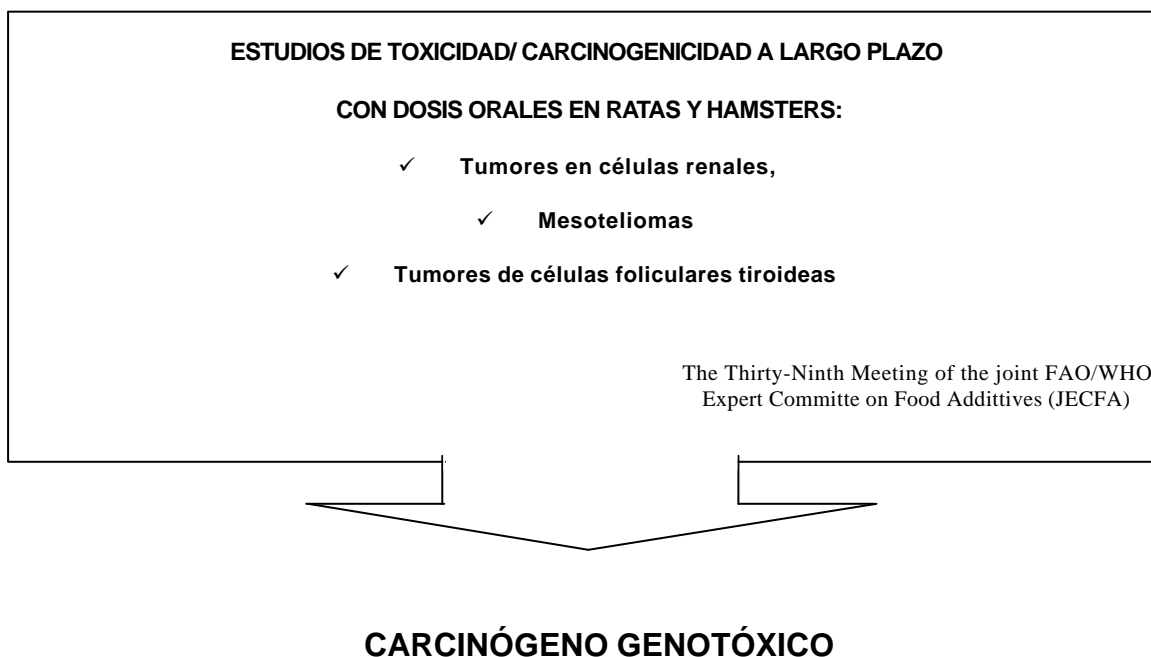 ESTUDIOS DE TOXICIDAD/ CARCINOGENICIDAD A LARGO PLAZO
CON DOSIS ORALES EN RATAS Y HAMSTERS:
✓ Tumores en células renales,
✓ Mesoteliomas
✓ Tumores de células foliculares tiroideas
The Thirty-Ninth Meeting of the joint FAO/WHO
Expert Committe on Food Addittives (JECFA)
CARCINÓGENO GENOTÓXICO